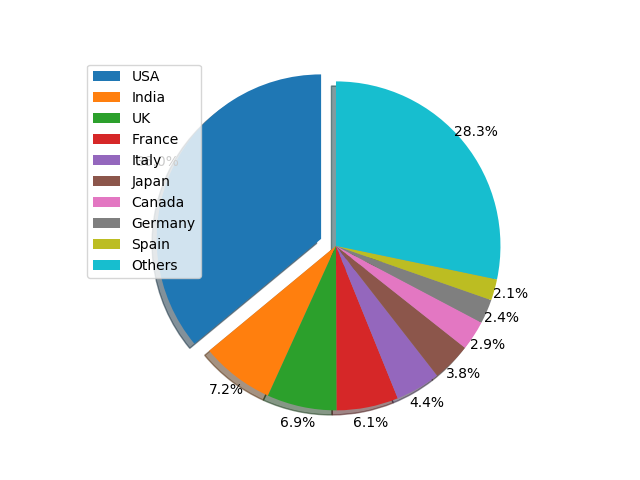 USA
India
UK
France
Italy
Japan
Canada
Germany
Spain
Others
28.3%
2.1%
2.4%
2.9%
3.8%
4.4%
6.1%
6.9%
7.2%